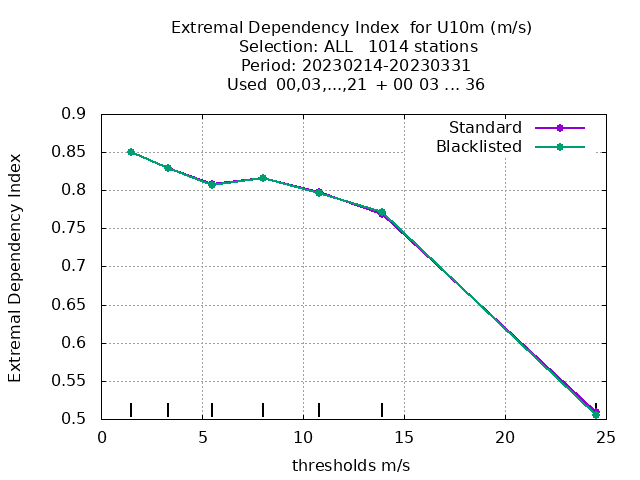 Extremal Dependency Index  for U10m (m/s)
Selection: ALL   1014 stations
Period: 20230214-20230331
Used  00,03,...,21  + 00 03 ... 36
Standard
Blacklisted
Extremal Dependency Index
0.9
0.85
0.8
0.75
0.7
0.65
0.6
0.55
0.5
0 5 10 15 20 25
thresholds m/s